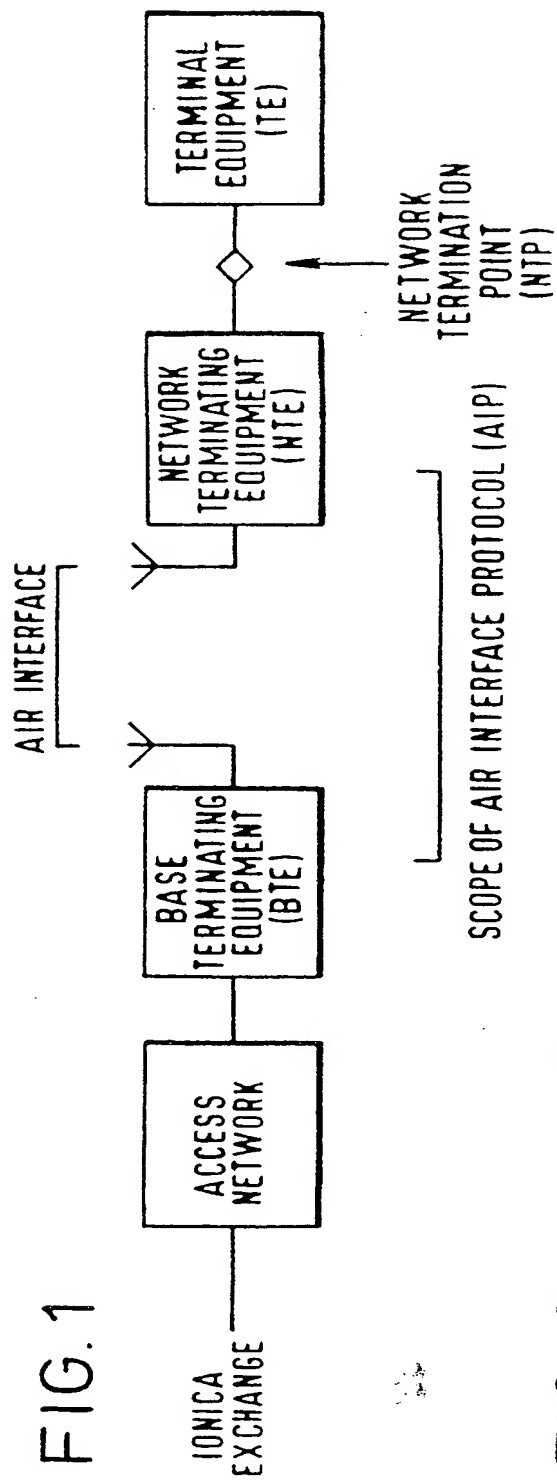 FIG. 1
AIR INTERFACE
IONICA
EXCHANGE
ACCESS
NETWORK
BASE
TERMINATING
EQUIPMENT
(BTE)
NETWORK
TERMINATING
EQUIPMENT
(NTE)
TERMINAL
EQUIPMENT
(TE)
NETWORK
TERMINATION
POINT
(NTP)
SCOPE OF AIR INTERFACE PROTOCOL (AIP)